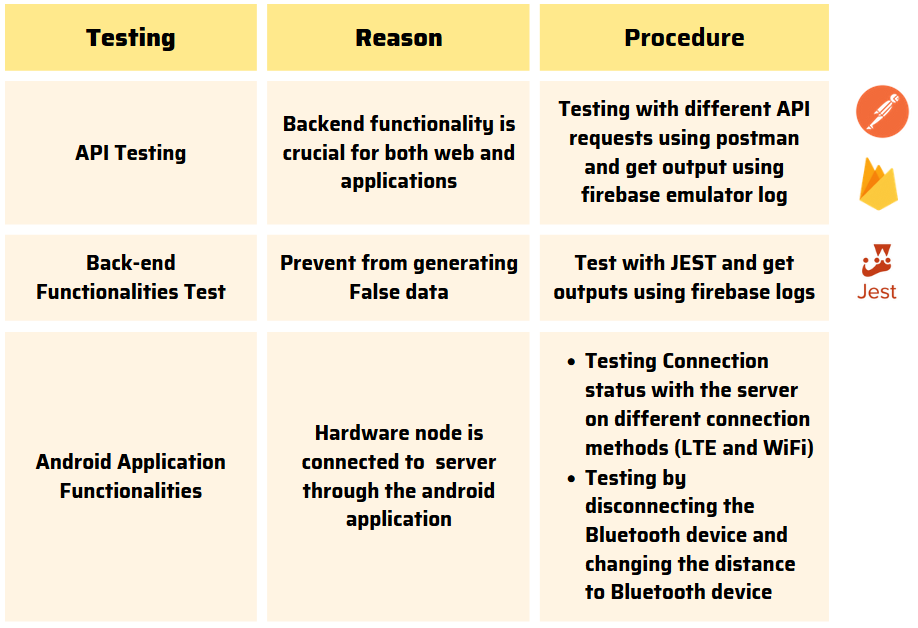 Testing
Reason
Procedure
API Testing
Backend functionality is
crucial for both web and
applications
Testing with different API
requests using postman
and get output using
firebase emulator log
Back-end
Functionalities Test
Prevent from generating
False data
Test with JEST and get
outputs using firebase logs
Jest
Android Application
Functionalities
Hardware node is
connected to server
through the android
application
• Testing Connection
status with the server
on different connection
methods (LTE and WiFi)
• Testing by
disconnecting the
Bluetooth device and
changing the distance
to Bluetooth device